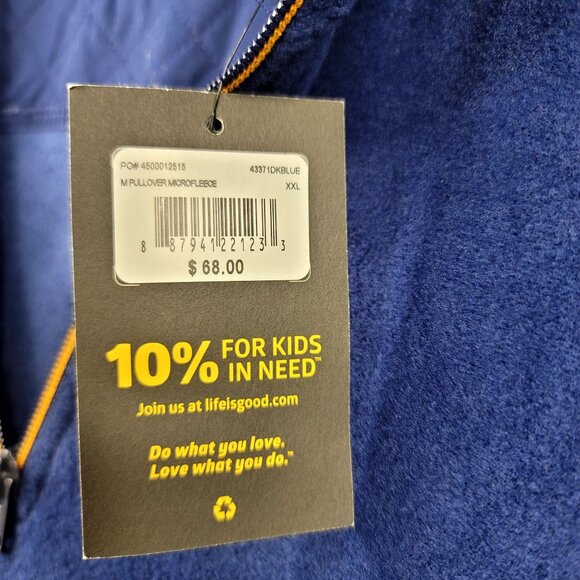 PO# 4500012515 43371DKBLUE
M PULLOVER MICROFLEECE XXL
8 87941 22123 3
$ 68.00
10% FOR KIDS
IN NEED™
Join us at lifeisgood.com
Do what you love.
Love what you do.™